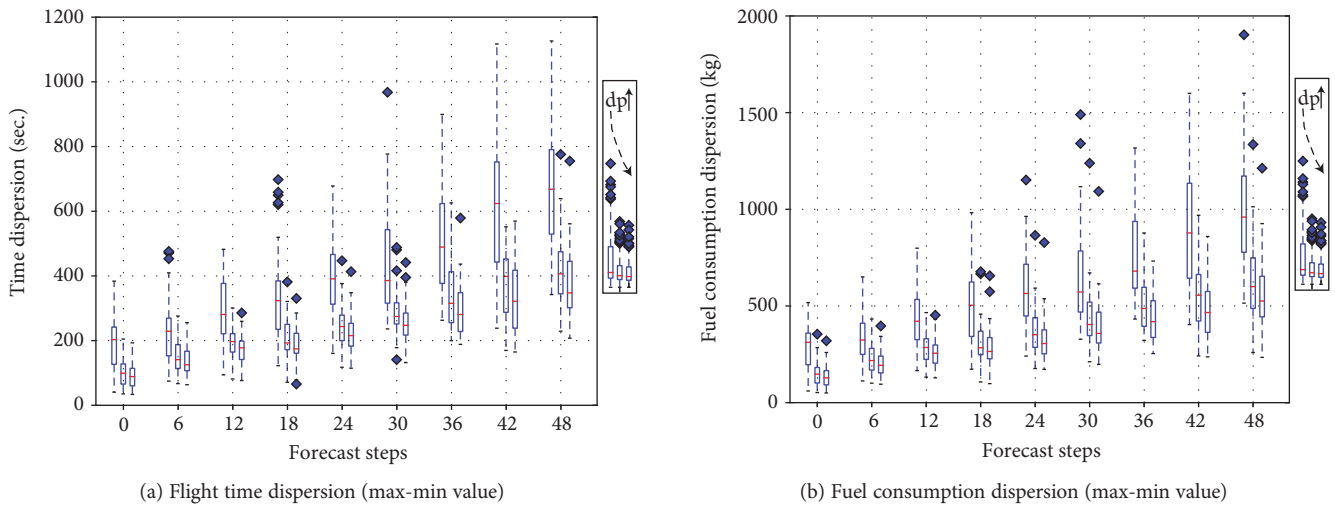 1200
1000
800
600
400
200
0
Time dispersion (sec.)
0 6 12 18 24 30 36 42 48
Forecast steps
dp
(a) Flight time dispersion (max-min value)
2000
1500
1000
500
0
Fuel consumption dispersion (kg)
0 6 12 18 24 30 36 42 48
Forecast steps
dp
(b) Fuel consumption dispersion (max-min value)